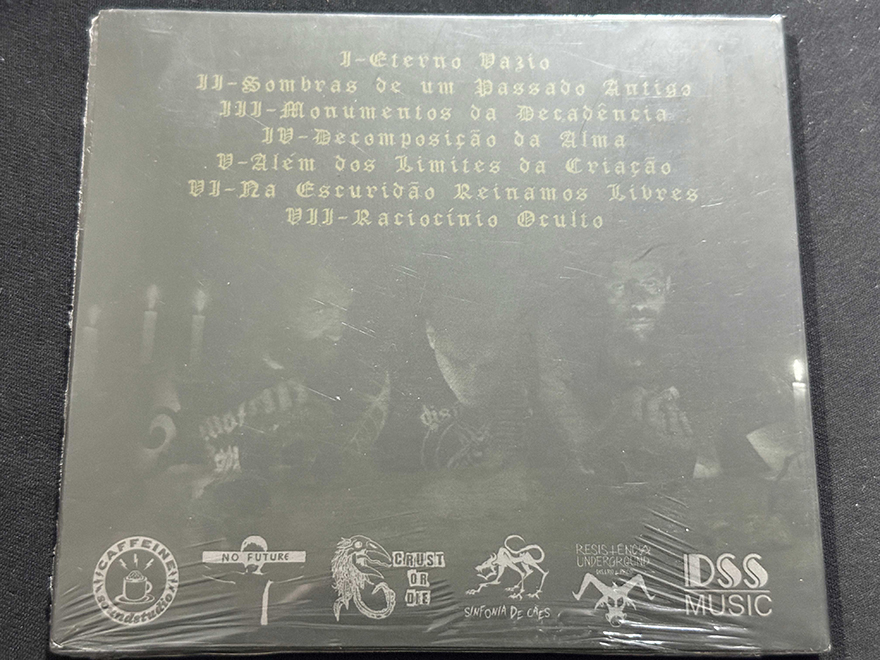 I-Eterno Vazio
II-Sombras de um Passado Antigo
III-Monumentos da Decadência
IV-Decomposição da Alma
V-Além dos Limites da Criação
VI-Na Escuridão Reinamos Livres
VII-Raciocínio Oculto
CAFFEINE
soundstudio
NO FUTURE
CRUST
OR
DIE
SINFONIA DE CÃES
RESISTÊNCIA
UNDERGROUND
DSS
MUSIC